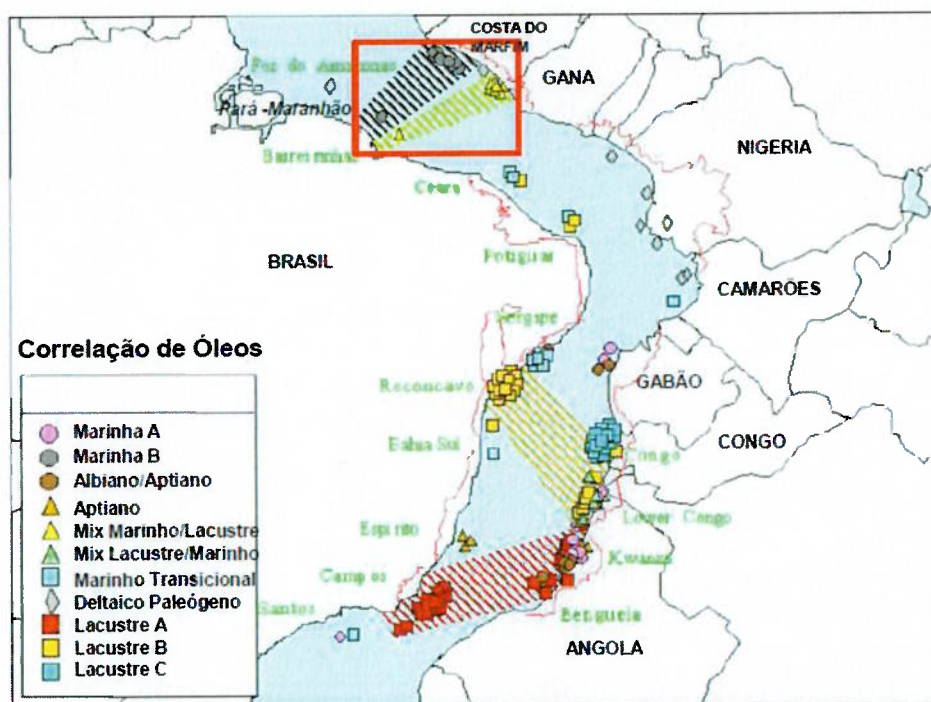 COSTA DO
MARFIM
GANA
Foz do Amazonas
Pará -Maranhão
Barreirinhas
NIGERIA
Ceara
BRASIL
Potiguar
CAMARÕES
Sergipe
Correlação de Óleos
GABÃO
Reconcavo
CONGO
Bahia Sul
Congo
Marinha A
Marinha B
Albiano/Aptiano
Aptiano
Mix Marinho/Lacustre
Mix Lacustre/Marinho
Marinho Transicional
Deltaico Paleógeno
Lacustre A
Lacustre B
Lacustre C
Espirito
Lower Congo
Kwanza
Campos
Santos
Benguela
ANGOLA